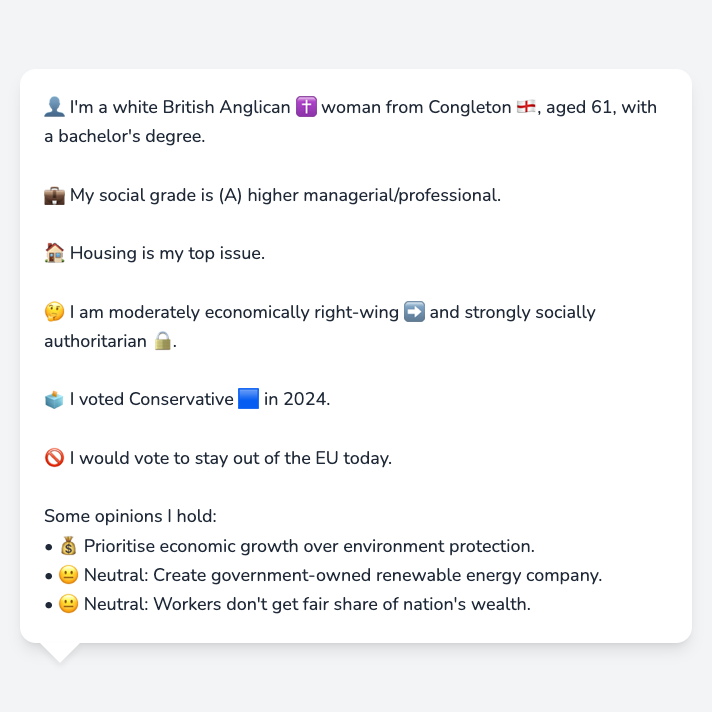 👤 I'm a white British Anglican ✝️ woman from Congleton 🏴󠁧󠁢󠁥󠁮󠁧󠁿, aged 61, with
a bachelor's degree.
💼 My social grade is (A) higher managerial/professional.
🏠 Housing is my top issue.
🤔 I am moderately economically right-wing ➡️ and strongly socially
authoritarian 🔒.
🗳️ I voted Conservative 🟦 in 2024.
🚫 I would vote to stay out of the EU today.
Some opinions I hold:
• 💰 Prioritise economic growth over environment protection.
• 😐 Neutral: Create government-owned renewable energy company.
• 😐 Neutral: Workers don't get fair share of nation's wealth.